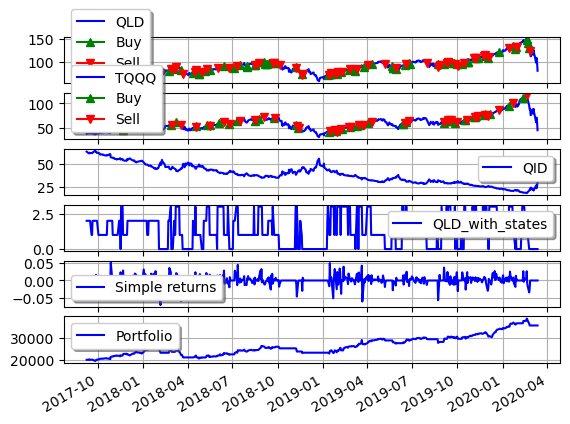 QLD
Buy
Sell
150
100
TQQQ
Buy
Sell
100
50
QID
50
25
QLD_with_states
2.5
0.0
Simple returns
0.05
0.00
−0.05
Portfolio
30000
20000
2017-10
2018-01
2018-04
2018-07
2018-10
2019-01
2019-04
2019-07
2019-10
2020-01
2020-04